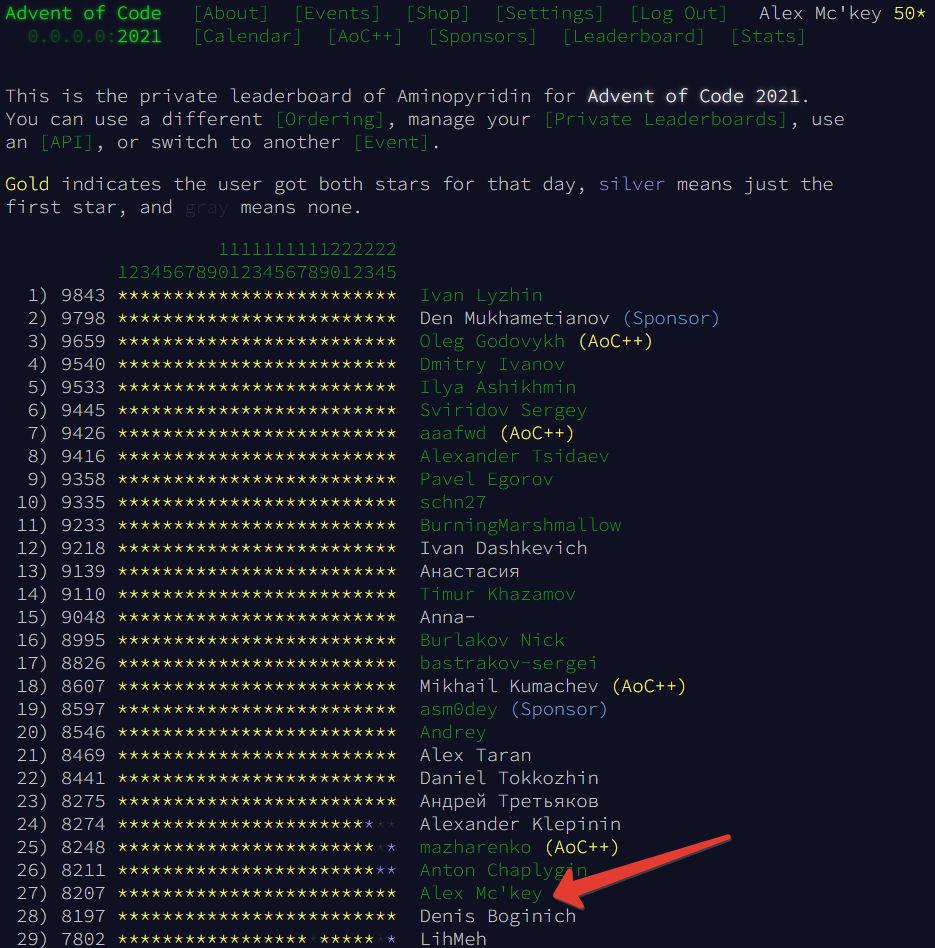 Advent of Code [About] [Events] [Shop] [Settings] [Log Out] Alex Mc'key 50*
0.0.0.0:2021 [Calendar] [AoC++] [Sponsors] [Leaderboard] [Stats]
This is the private leaderboard of Aminopyridin for Advent of Code 2021.
You can use a different [Ordering], manage your [Private Leaderboards], use
an [API], or switch to another [Event].
Gold indicates the user got both stars for that day, silver means just the
first star, and gray means none.
1111111111222222
1234567890123456789012345
1) 9843 ************************* Ivan Lyzhin
2) 9798 ************************* Den Mukhametianov (Sponsor)
3) 9659 ************************* Oleg Godovykh (AoC++)
4) 9540 ************************* Dmitry Ivanov
5) 9533 ************************* Ilya Ashikhmin
6) 9445 ************************* Sviridov Sergey
7) 9426 ************************* aaafwd (AoC++)
8) 9416 ************************* Alexander Tsidaev
9) 9358 ************************* Pavel Egorov
10) 9335 ************************* schn27
11) 9233 ************************* BurningMarshmallow
12) 9218 ************************* Ivan Dashkevich
13) 9139 ************************* Анастасия
14) 9110 ************************* Timur Khazamov
15) 9048 ************************* Anna-
16) 8995 ************************* Burlakov Nick
17) 8826 ************************* bastrakov-sergei
18) 8607 ************************* Mikhail Kumachev (AoC++)
19) 8597 ************************* asm0dey (Sponsor)
20) 8546 ************************* Andrey
21) 8469 ************************* Alex Taran
22) 8441 ************************* Daniel Tokkozhin
23) 8275 ************************* Андрей Третьяков
24) 8274 ************************* Alexander Klepinin
25) 8248 ************************* mazharenko (AoC++)
26) 8211 ************************* Anton Chaplygin
27) 8207 ************************* Alex Mc'key
28) 8197 ************************* Denis Boginich
29) 7802 ************************* LihMeh